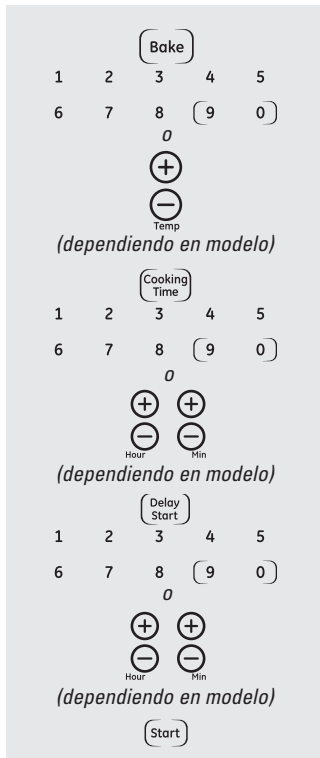 Bake
1 2 3 4 5
6 7 8 9 0
o
+
−
Temp
(dependiendo en modelo)
Cooking
Time
1 2 3 4 5
6 7 8 9 0
o
+ +
− −
Hour Min
(dependiendo en modelo)
Delay
Start
1 2 3 4 5
6 7 8 9 0
o
+ +
− −
Hour Min
(dependiendo en modelo)
Start